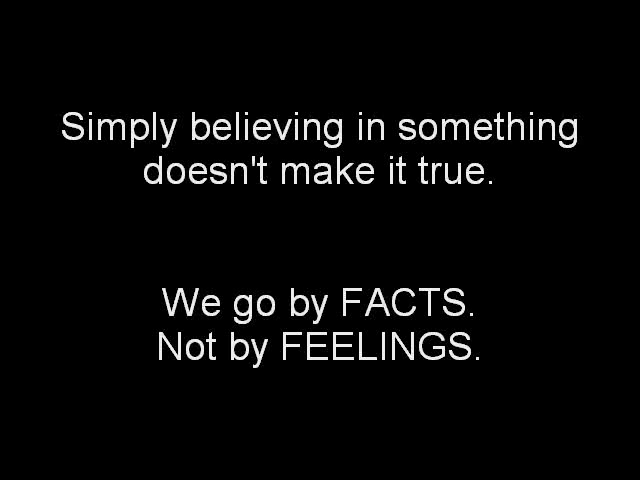 Simply believing in something
doesn't make it true.
We go by FACTS.
Not by FEELINGS.